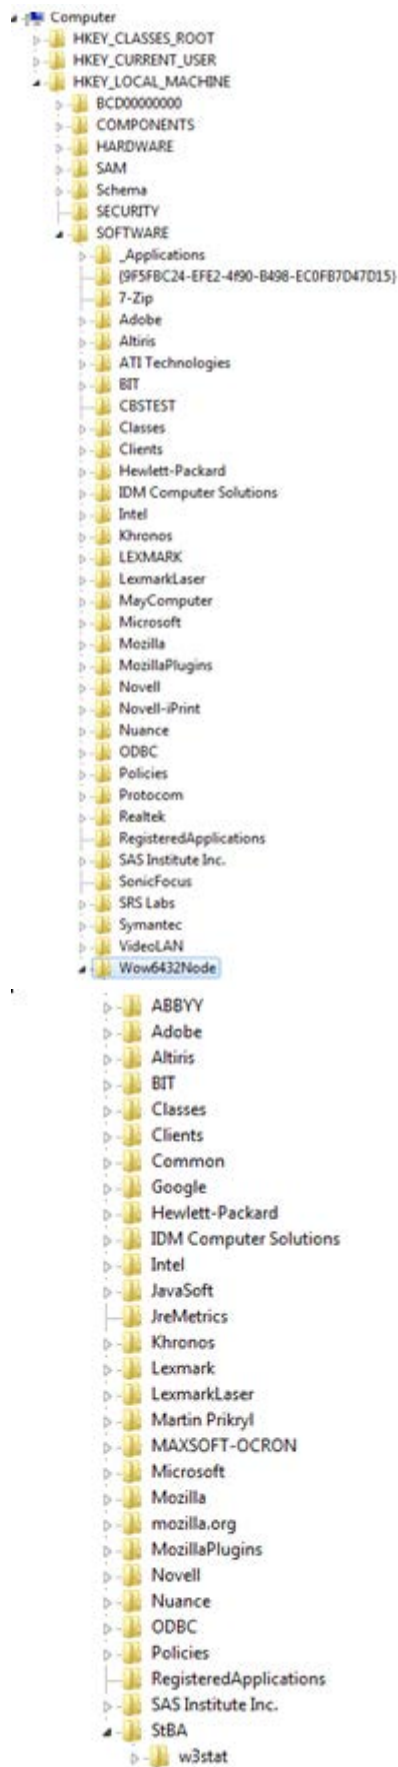 Computer
HKEY_CLASSES_ROOT
HKEY_CURRENT_USER
HKEY_LOCAL_MACHINE
BCD00000000
COMPONENTS
HARDWARE
SAM
Schema
SECURITY
SOFTWARE
_Applications
{9F5FBC24-EFE2-4f90-B498-EC0FB7D47D15}
7-Zip
Adobe
Altiris
ATI Technologies
BIT
CBSTEST
Classes
Clients
Hewlett-Packard
IDM Computer Solutions
Intel
Khronos
LEXMARK
LexmarkLaser
MayComputer
Microsoft
Mozilla
MozillaPlugins
Novell
Novell-iPrint
Nuance
ODBC
Policies
Protocom
Realtek
RegisteredApplications
SAS Institute Inc.
SonicFocus
SRS Labs
Symantec
VideoLAN
Wow6432Node
ABBYY
Adobe
Altiris
BIT
Classes
Clients
Common
Google
Hewlett-Packard
IDM Computer Solutions
Intel
JavaSoft
JreMetrics
Khronos
Lexmark
LexmarkLaser
Martin Prikryl
MAXSOFT-OCRON
Microsoft
Mozilla
mozilla.org
MozillaPlugins
Novell
Nuance
ODBC
Policies
RegisteredApplications
SAS Institute Inc.
StBA
w3stat